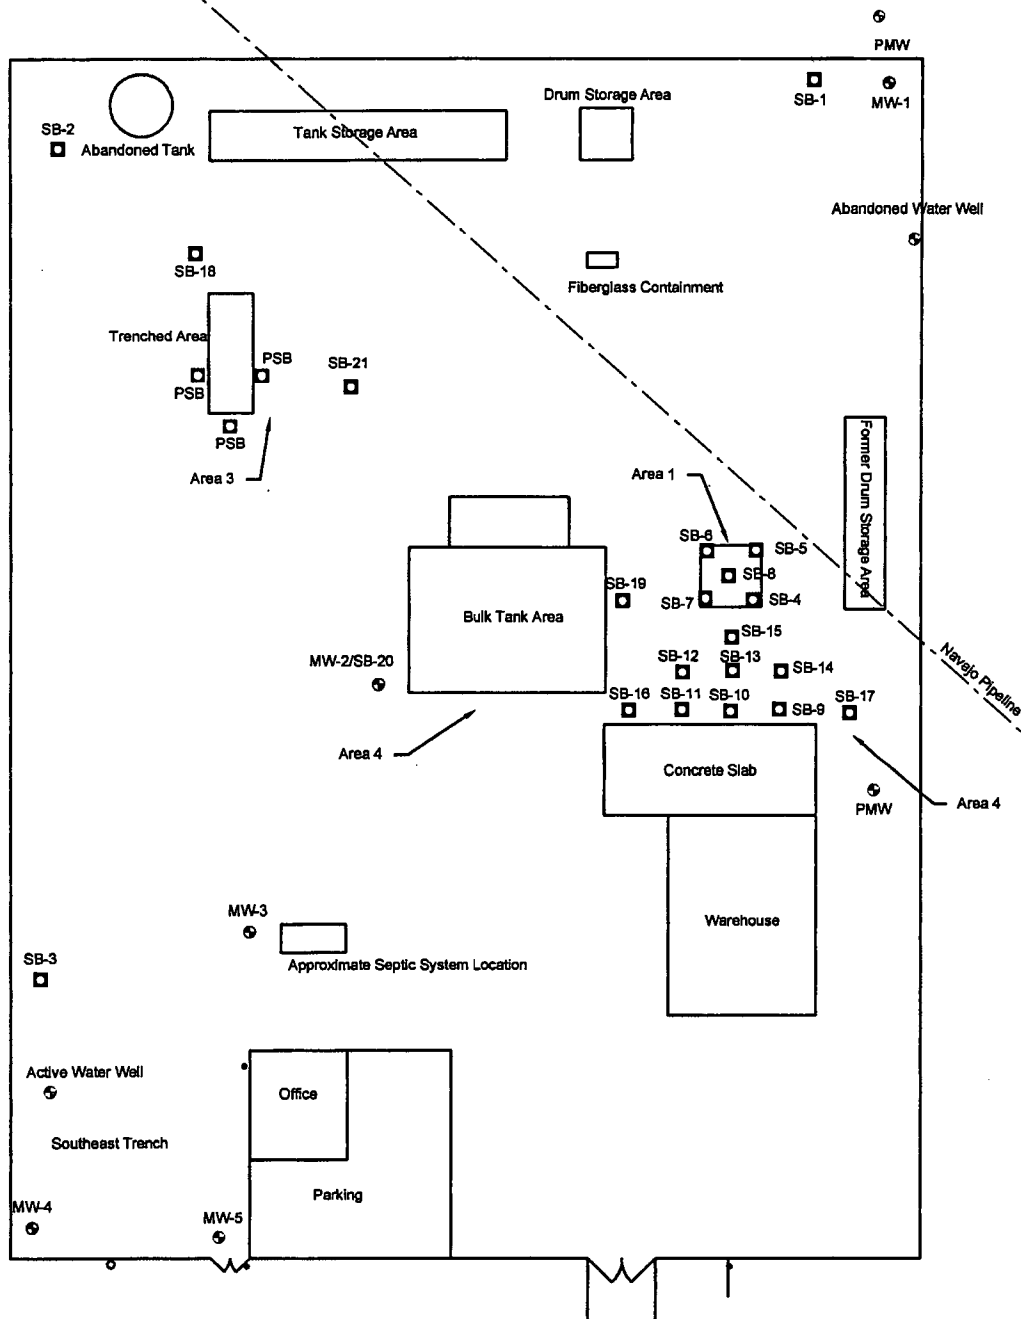 PMW
SB-1
MW-1
Drum Storage Area
SB-2
Tank Storage Area
Abandoned Tank
Abandoned Water Well
SB-18
Fiberglass Containment
Trenched Area
PSB
SB-21
PSB
PSB
Area 3
Area 1
Former Drum Storage Area
SB-6
SB-5
SB-8
SB-19
SB-7
SB-4
Bulk Tank Area
SB-15
MW-2/SB-20
SB-12
SB-13
SB-14
Navajo Pipeline
SB-16
SB-11
SB-10
SB-9
SB-17
Area 4
Concrete Slab
PMW
Area 4
MW-3
Warehouse
SB-3
Approximate Septic System Location
Active Water Well
Office
Southeast Trench
Parking
MW-4
MW-5